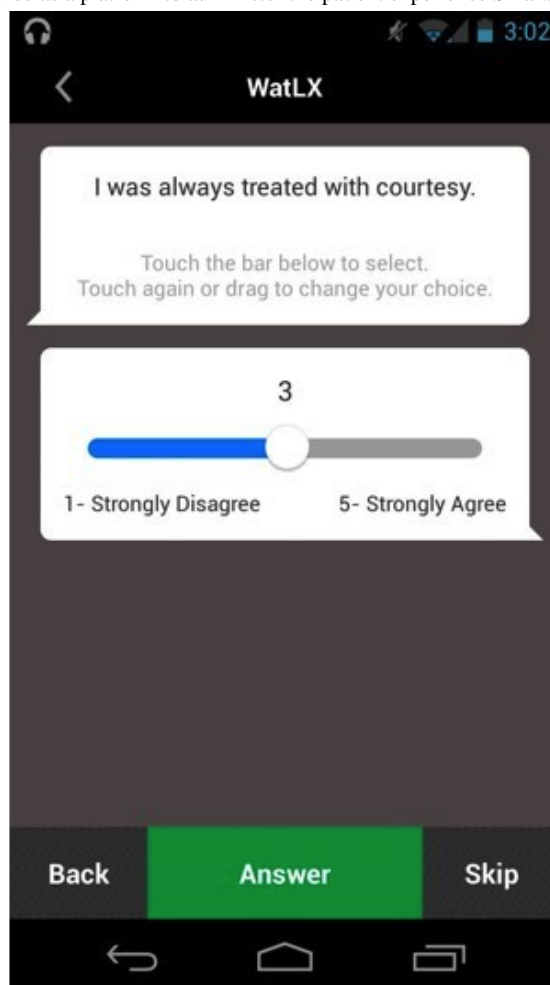 3:02
WatLX
I was always treated with courtesy.
Touch the bar below to select.
Touch again or drag to change your choice.
3
1- Strongly Disagree 5- Strongly Agree
Back Answer Skip